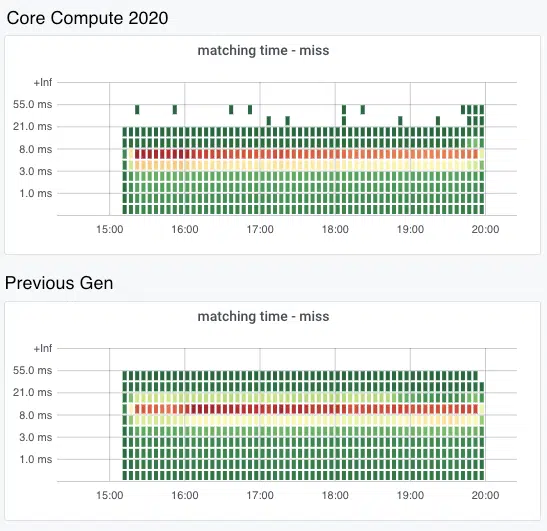 Core Compute 2020
matching time - miss
+Inf
55.0 ms
21.0 ms
8.0 ms
3.0 ms
1.0 ms
15:00 16:00 17:00 18:00 19:00 20:00
Previous Gen
matching time - miss
+Inf
55.0 ms
21.0 ms
8.0 ms
3.0 ms
1.0 ms
15:00 16:00 17:00 18:00 19:00 20:00